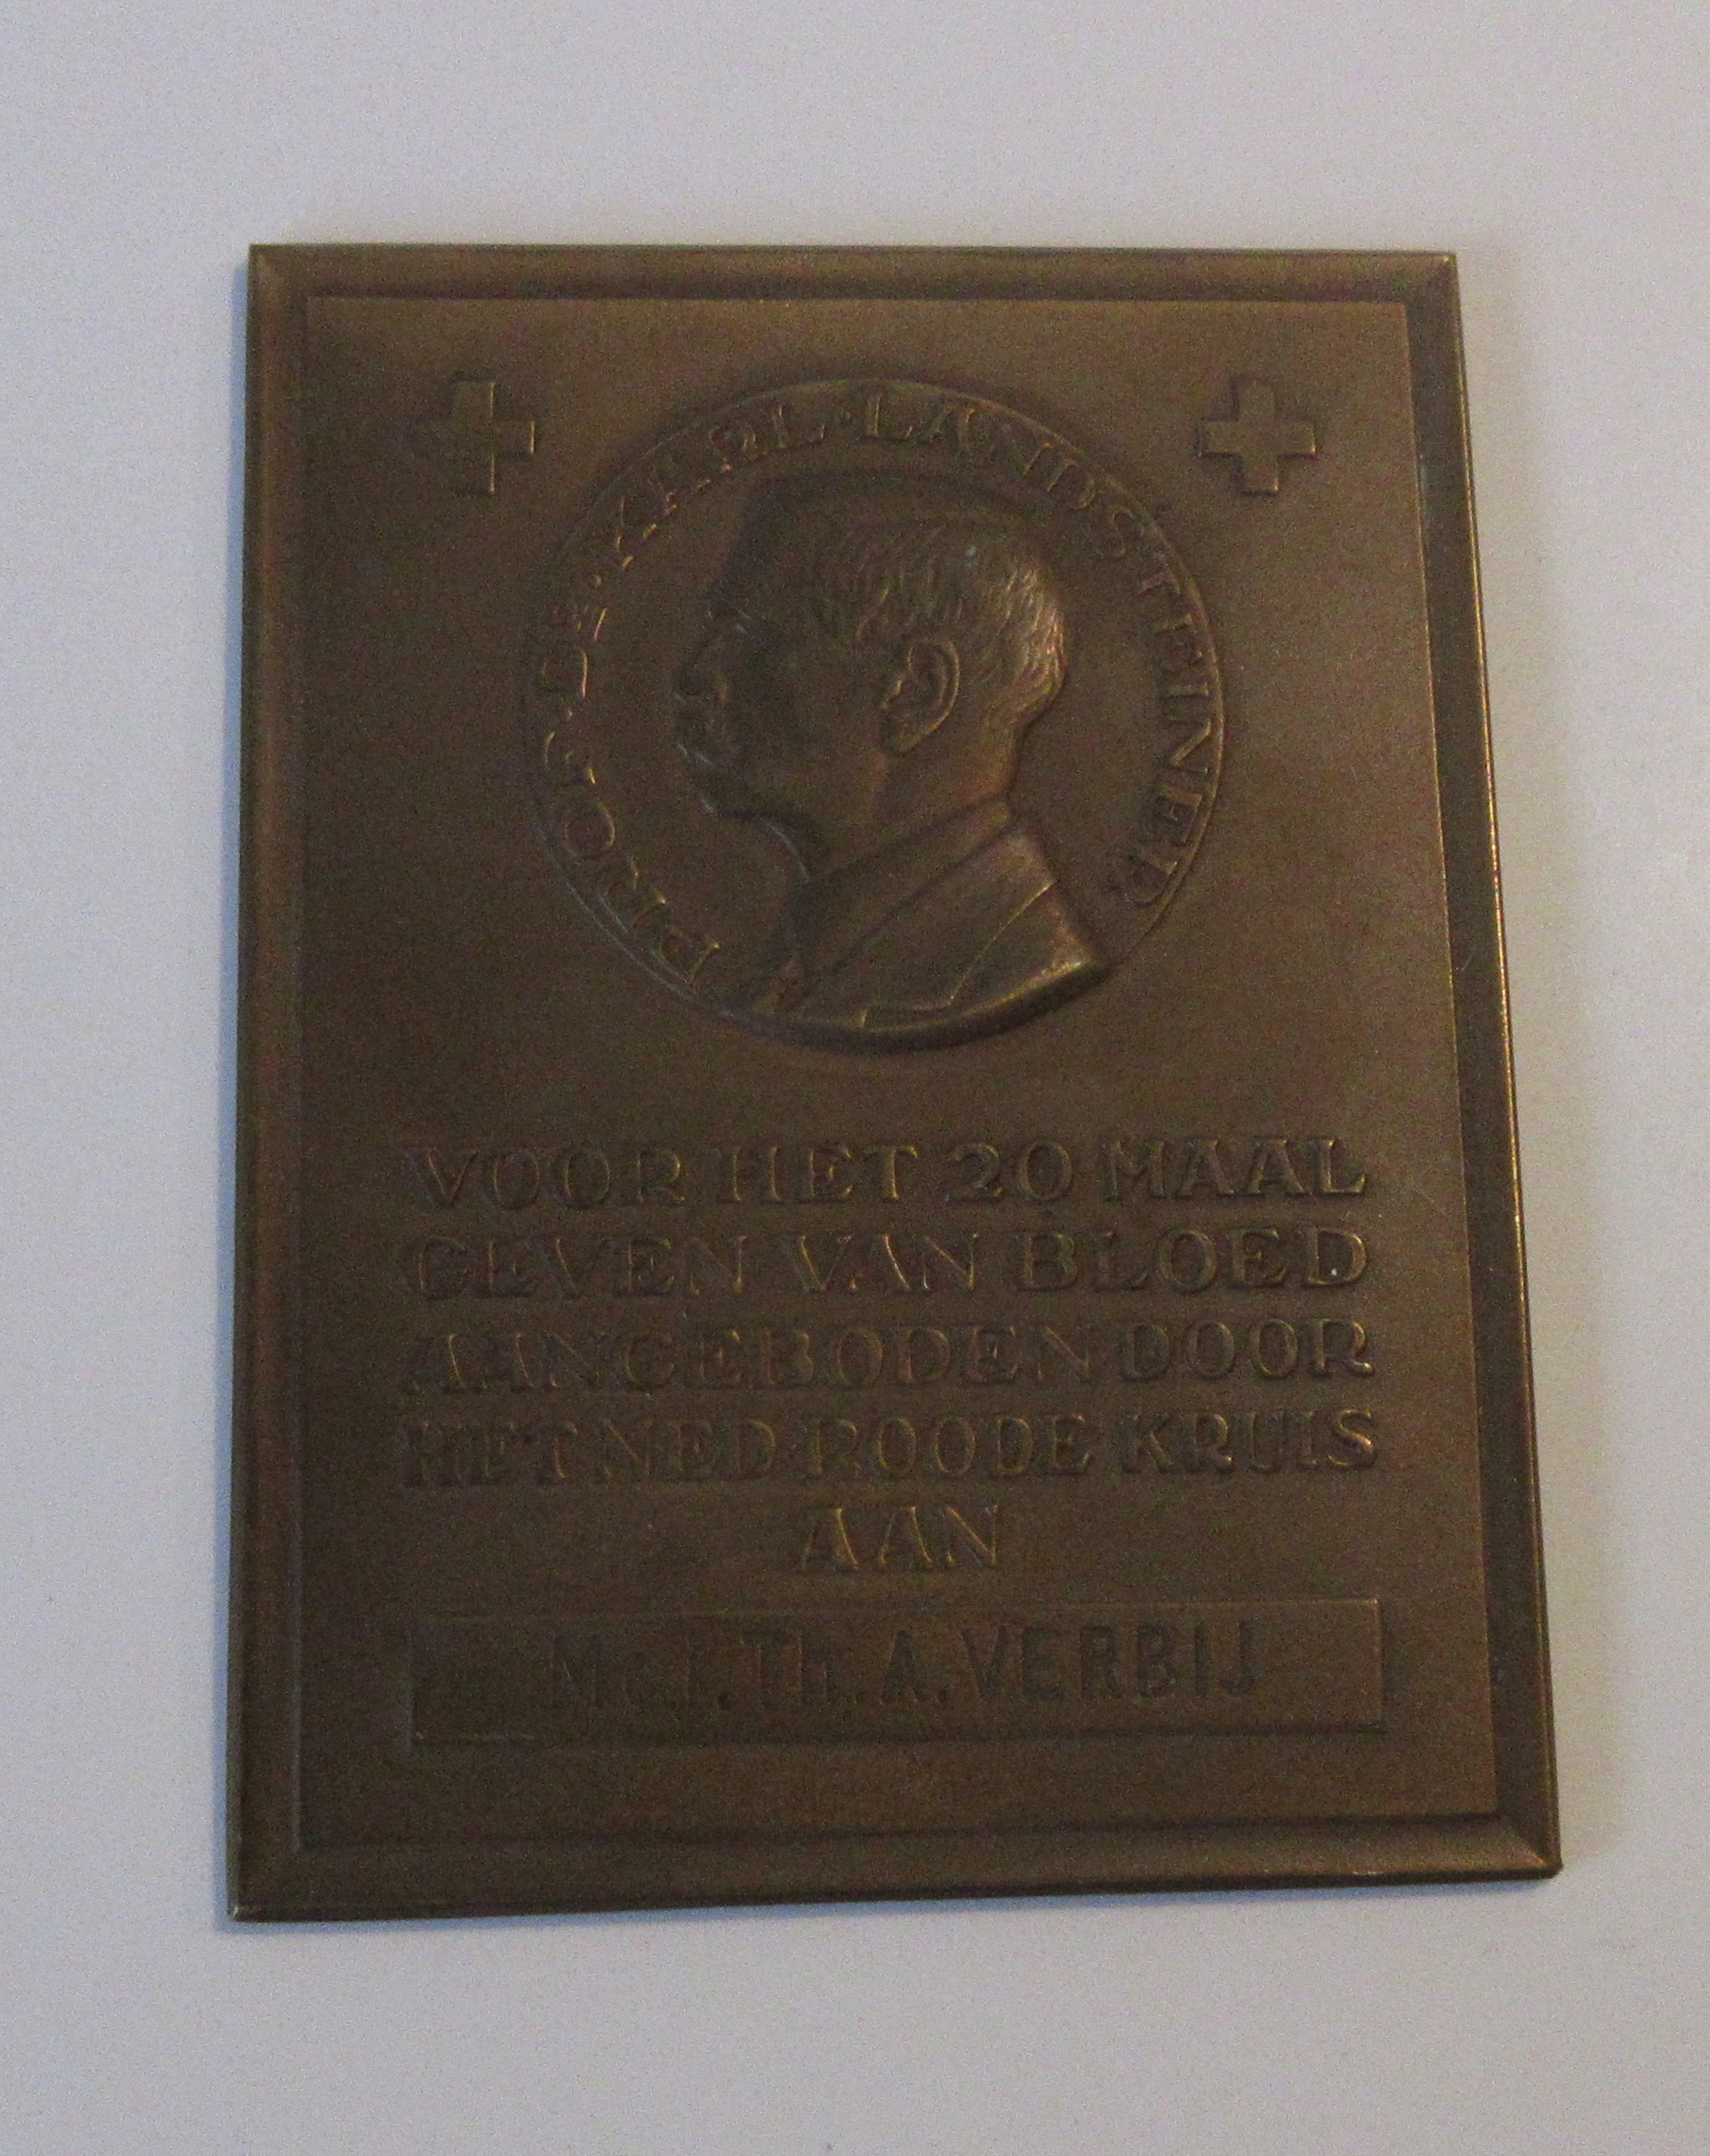 PROF·DR·KARL·LANDSTEINER
VOOR HET 20 MAAL
GEVEN VAN BLOED
AANGEBODEN DOOR
HET NED ROODE KRUIS
AAN
Th. A. VERBIJ